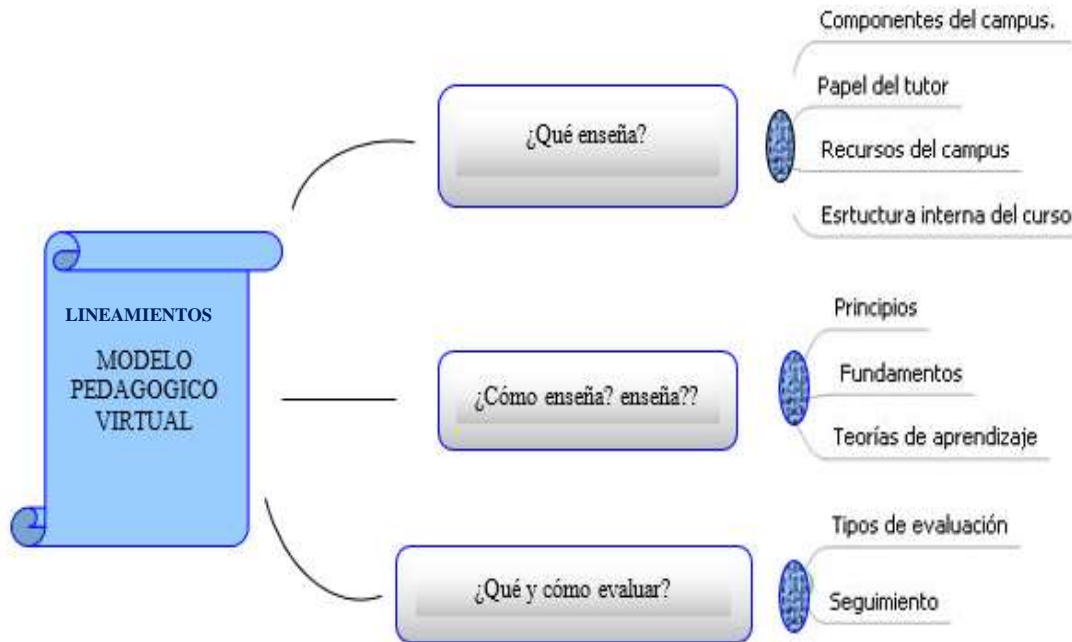 LINEAMIENTOS
MODELO
PEDAGOGICO
VIRTUAL
¿Qué enseña?
Componentes del campus.
Papel del tutor
Recursos del campus
Esrtuctura interna del curso
¿Cómo enseña? enseña??
Principios
Fundamentos
Teorías de aprendizaje
¿Qué y cómo evaluar?
Tipos de evaluación
Seguimiento